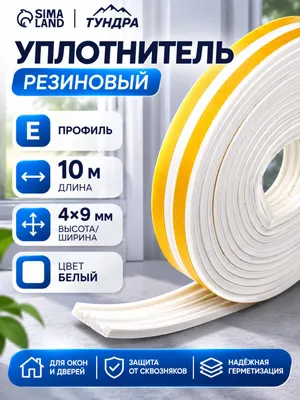 SIMA LAND
ТУНДРА
УПЛОТНИТЕЛЬ
РЕЗИНОВЫЙ
E ПРОФИЛЬ
10 м
ДЛИНА
4×9 мм
ВЫСОТА/
ШИРИНА
ЦВЕТ
БЕЛЫЙ
ДЛЯ ОКОН
И ДВЕРЕЙ
ЗАЩИТА
ОТ СКВОЗНЯКОВ
НАДЁЖНАЯ
ГЕРМЕТИЗАЦИЯ